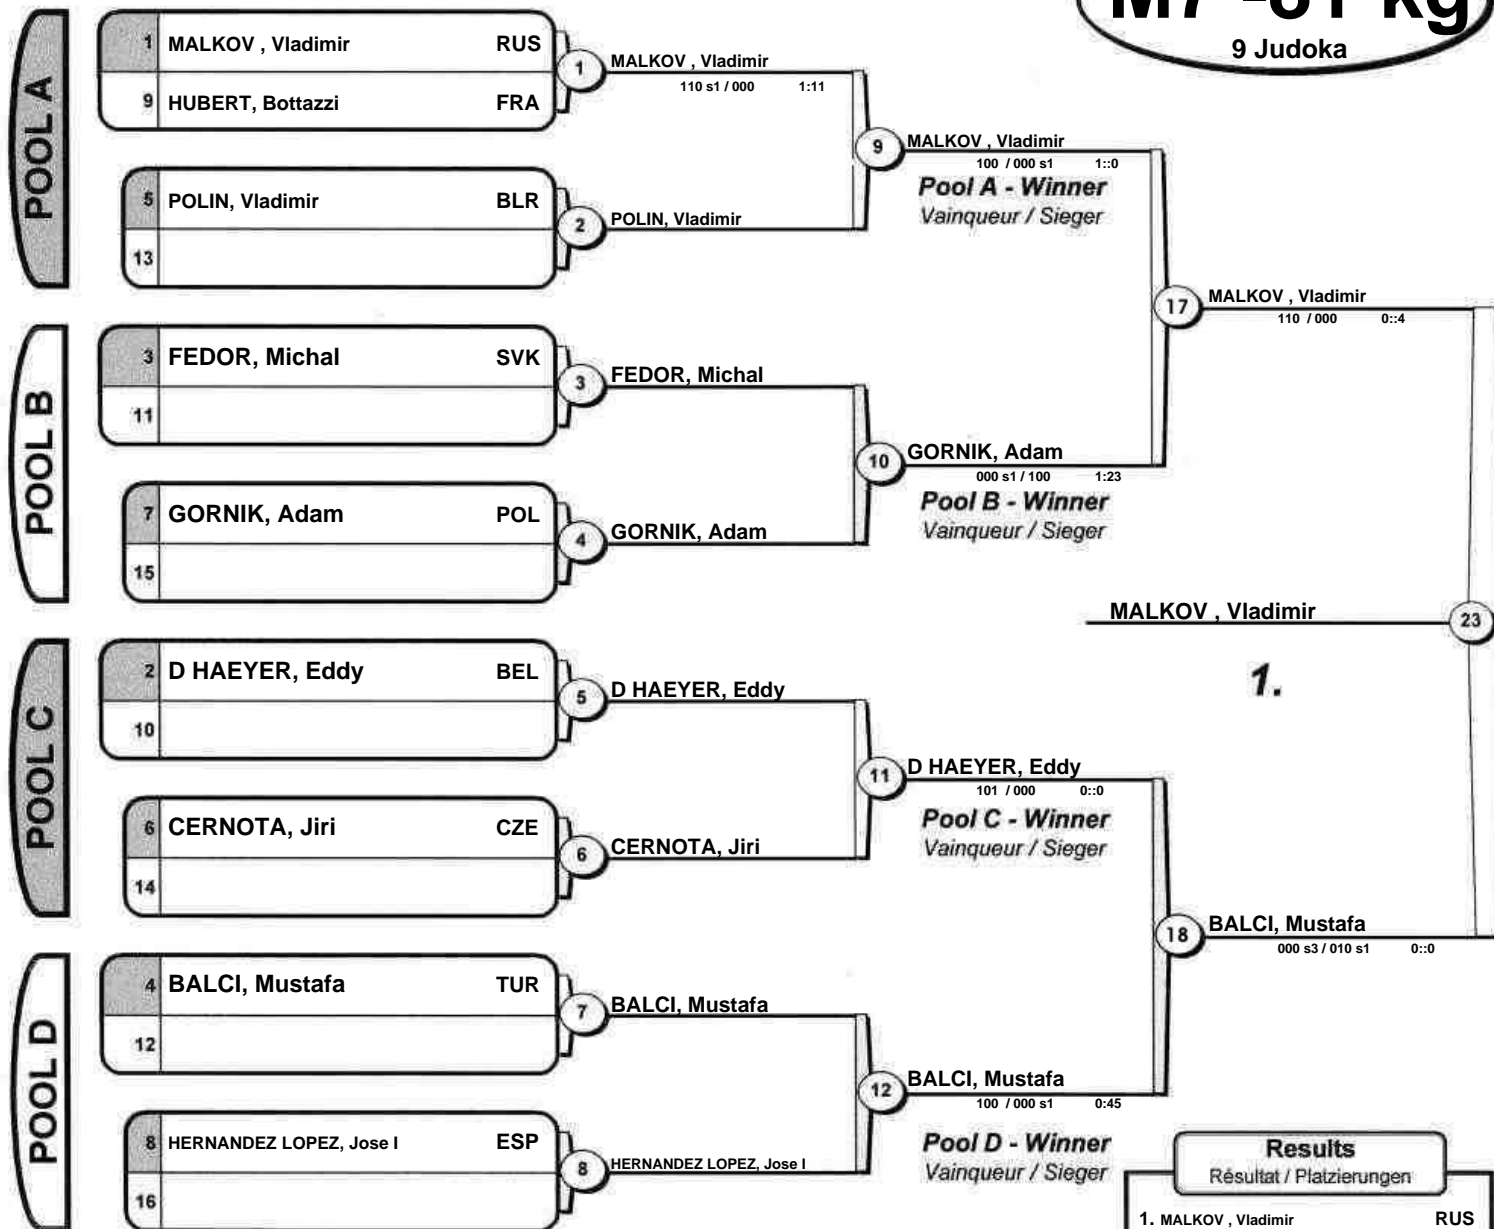 M7 -81 kg
9 Judoka
POOL A
1 MALKOV , Vladimir RUS
9 HUBERT, Bottazzi FRA
1
MALKOV , Vladimir
110 s1 / 000 1:11
5 POLIN, Vladimir BLR
13
2
POLIN, Vladimir
9
MALKOV , Vladimir
100 / 000 s1 1::0
Pool A - Winner
Vainqueur / Sieger
POOL B
3 FEDOR, Michal SVK
11
3
FEDOR, Michal
7 GORNIK, Adam POL
15
4
GORNIK, Adam
10
GORNIK, Adam
000 s1 / 100 1:23
Pool B - Winner
Vainqueur / Sieger
17
MALKOV , Vladimir
110 / 000 0::4
MALKOV , Vladimir
23
1.
POOL C
2 D HAEYER, Eddy BEL
10
5
D HAEYER, Eddy
6 CERNOTA, Jiri CZE
14
6
CERNOTA, Jiri
11
D HAEYER, Eddy
101 / 000 0::0
Pool C - Winner
Vainqueur / Sieger
18
BALCI, Mustafa
000 s3 / 010 s1 0::0
POOL D
4 BALCI, Mustafa TUR
12
7
BALCI, Mustafa
8 HERNANDEZ LOPEZ, Jose I ESP
16
8
HERNANDEZ LOPEZ, Jose I
12
BALCI, Mustafa
100 / 000 s1 0:45
Pool D - Winner
Vainqueur / Sieger
Results
Résultat / Platzierungen
1. MALKOV , Vladimir RUS